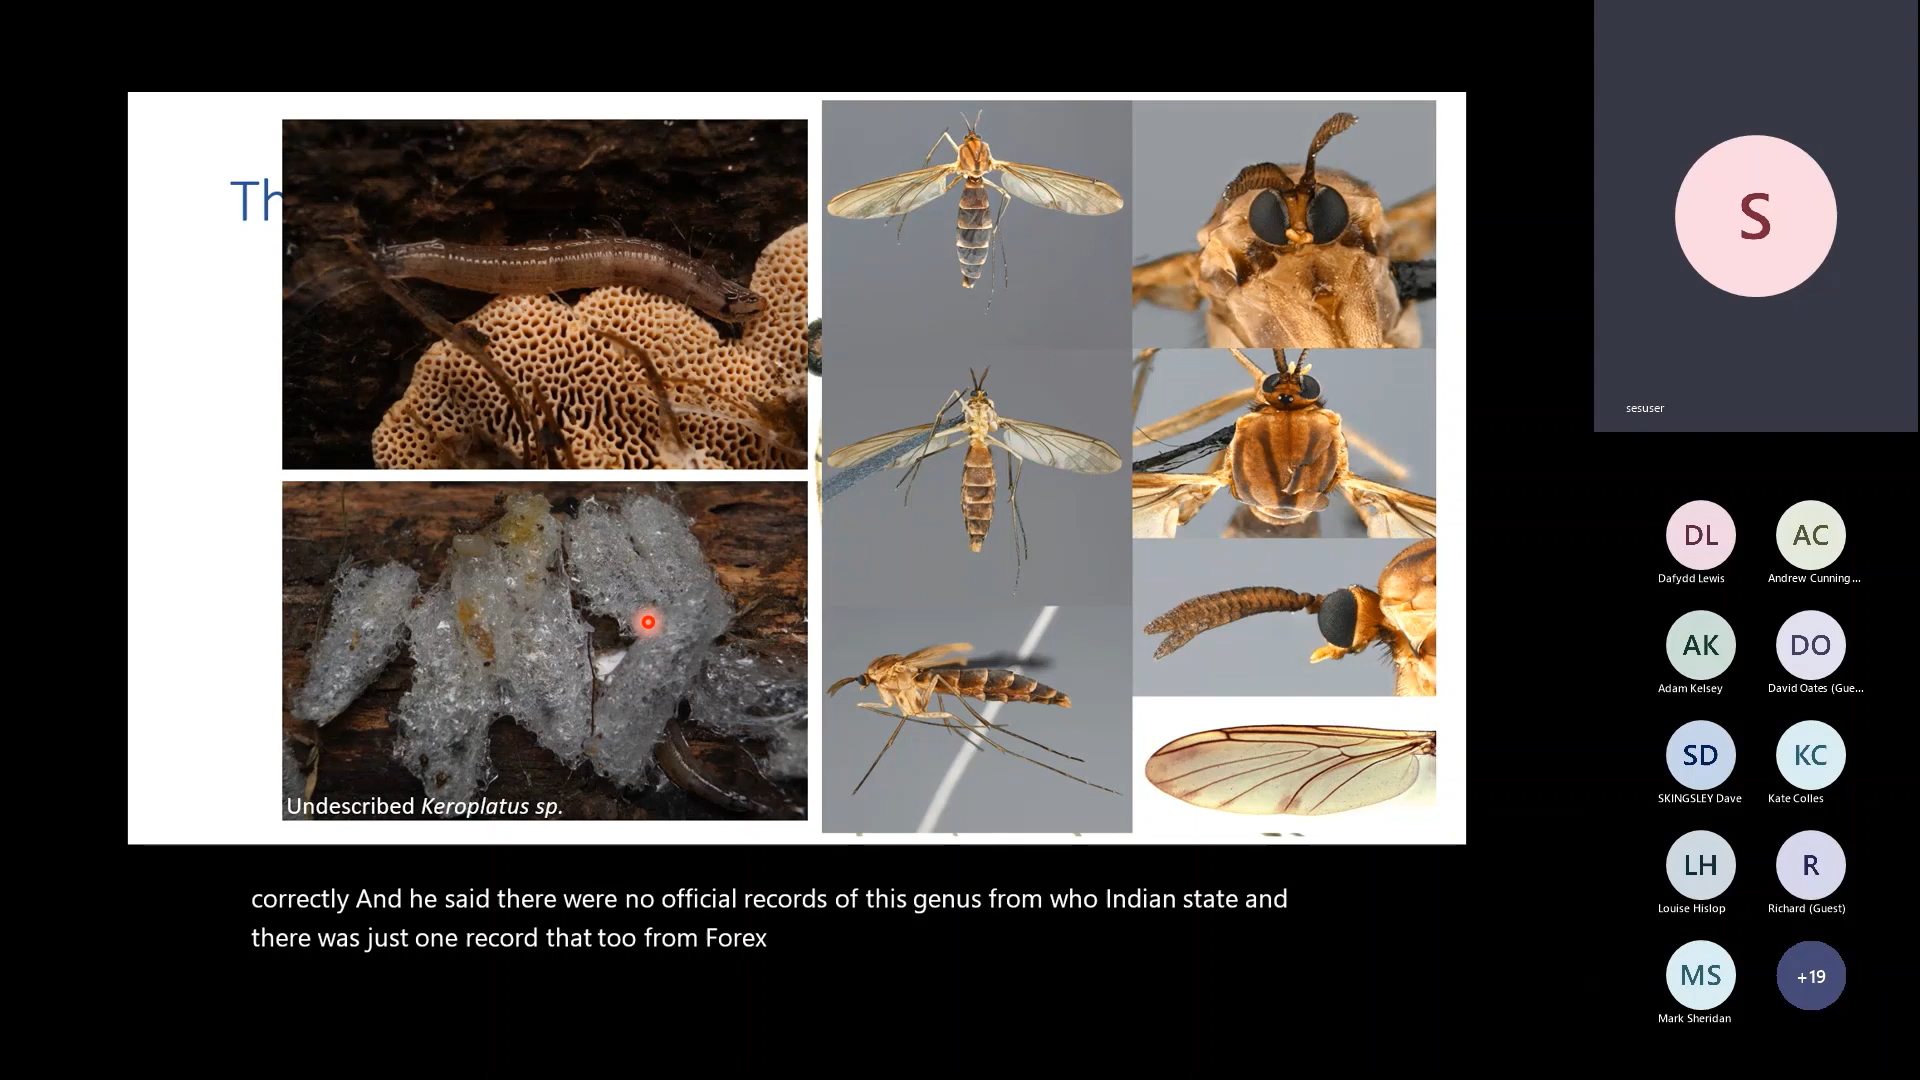 Th
Undescribed Keroplatus sp.
correctly And he said there were no official records of this genus from who Indian state and
there was just one record that too from Forex
S
sesuser
DL
AC
Dafydd Lewis
Andrew Cunning...
AK
DO
Adam Kelsey
David Oates (Gue...
SD
KC
SKINGSLEY Dave
Kate Colles
LH
R
Louise Hislop
Richard (Guest)
MS
+19
Mark Sheridan